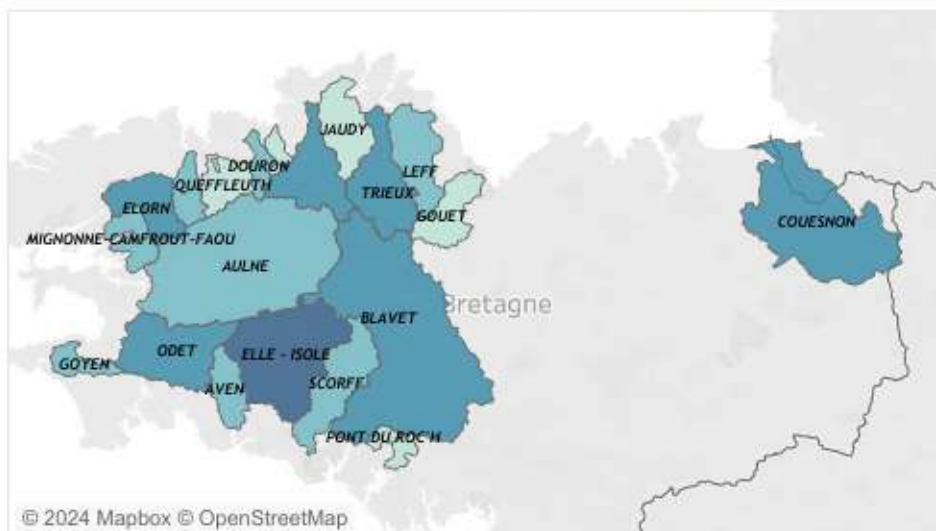 JAUDY
DOURON
LEFF
QUEFFLEUTH
TRIEUX
ELORN
GOUET
COUESNON
MIGNONNE-CAMFROUT-FAOU
AULNE
Bretagne
BLAVET
ODET
ELLE - ISOLE
GOYEN
SCORFF
AVEN
PONT DU ROC'H
© 2024 Mapbox © OpenStreetMap